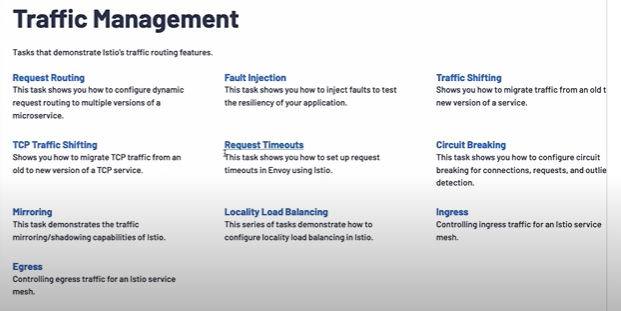 Traffic Management
Tasks that demonstrate Istio's traffic routing features.
Request Routing
This task shows you how to configure dynamic
request routing to multiple versions of a
microservice.
Fault Injection
This task shows you how to inject faults to test
the resiliency of your application.
Traffic Shifting
Shows you how to migrate traffic from an old t
new version of a service.
TCP Traffic Shifting
Shows you how to migrate TCP traffic from an
old to new version of a TCP service.
Request Timeouts
This task shows you how to set up request
timeouts in Envoy using Istio.
Circuit Breaking
This task shows you how to configure circuit
breaking for connections, requests, and outlie
detection.
Mirroring
This task demonstrates the traffic
mirroring/shadowing capabilities of Istio.
Locality Load Balancing
This series of tasks demonstrate how to
configure locality load balancing in Istio.
Ingress
Controlling ingress traffic for an Istio service
mesh.
Egress
Controlling egress traffic for an Istio service
mesh.